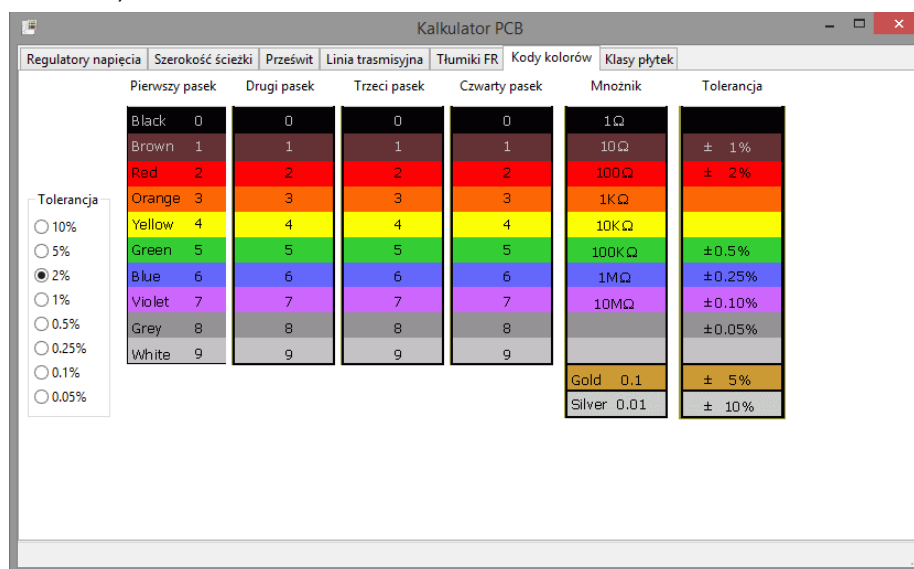 Kalkulator PCB
Regulatory napięcia Szerokość ścieżki Prześwit Linia trasmisyjna Tłumiki FR Kody kolorów Klasy płytek
Pierwszy pasek Drugi pasek Trzeci pasek Czwarty pasek Mnożnik Tolerancja
Black 0 0 0 0 1Ω
Brown 1 1 1 1 10Ω ± 1%
Red 2 2 2 2 100Ω ± 2%
Tolerancja
Orange 3 3 3 3 1KΩ
10%
Yellow 4 4 4 4 10KΩ
5%
Green 5 5 5 5 100KΩ ±0.5%
2%
Blue 6 6 6 6 1MΩ ±0.25%
1%
Violet 7 7 7 7 10MΩ ±0.10%
0.5%
Grey 8 8 8 8 ±0.05%
0.25%
White 9 9 9 9
0.1%
Gold 0.1 ± 5%
0.05%
Silver 0.01 ± 10%